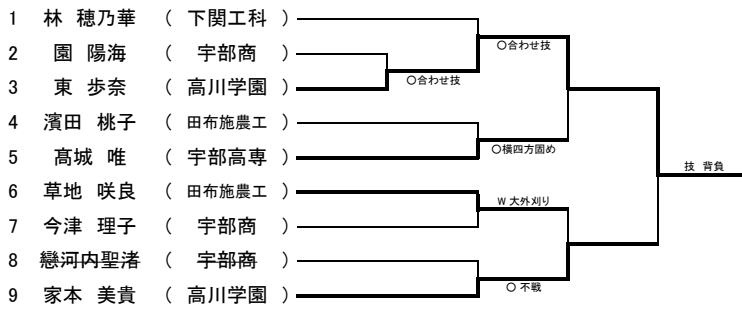 1 林 穂乃華 ( 下関工科 )
2 園 陽海 ( 宇部商 )
3 東 歩奈 ( 高川学園 )
4 濱田 桃子 ( 田布施農工 )
5 髙城 唯 ( 宇部高専 )
6 草地 咲良 ( 田布施農工 )
7 今津 理子 ( 宇部商 )
8 戀河内聖渚 ( 宇部商 )
9 家本 美貴 ( 高川学園 )
〇合わせ技
〇合わせ技
〇横四方固め
W 大外刈り
〇 不戦
技 背負